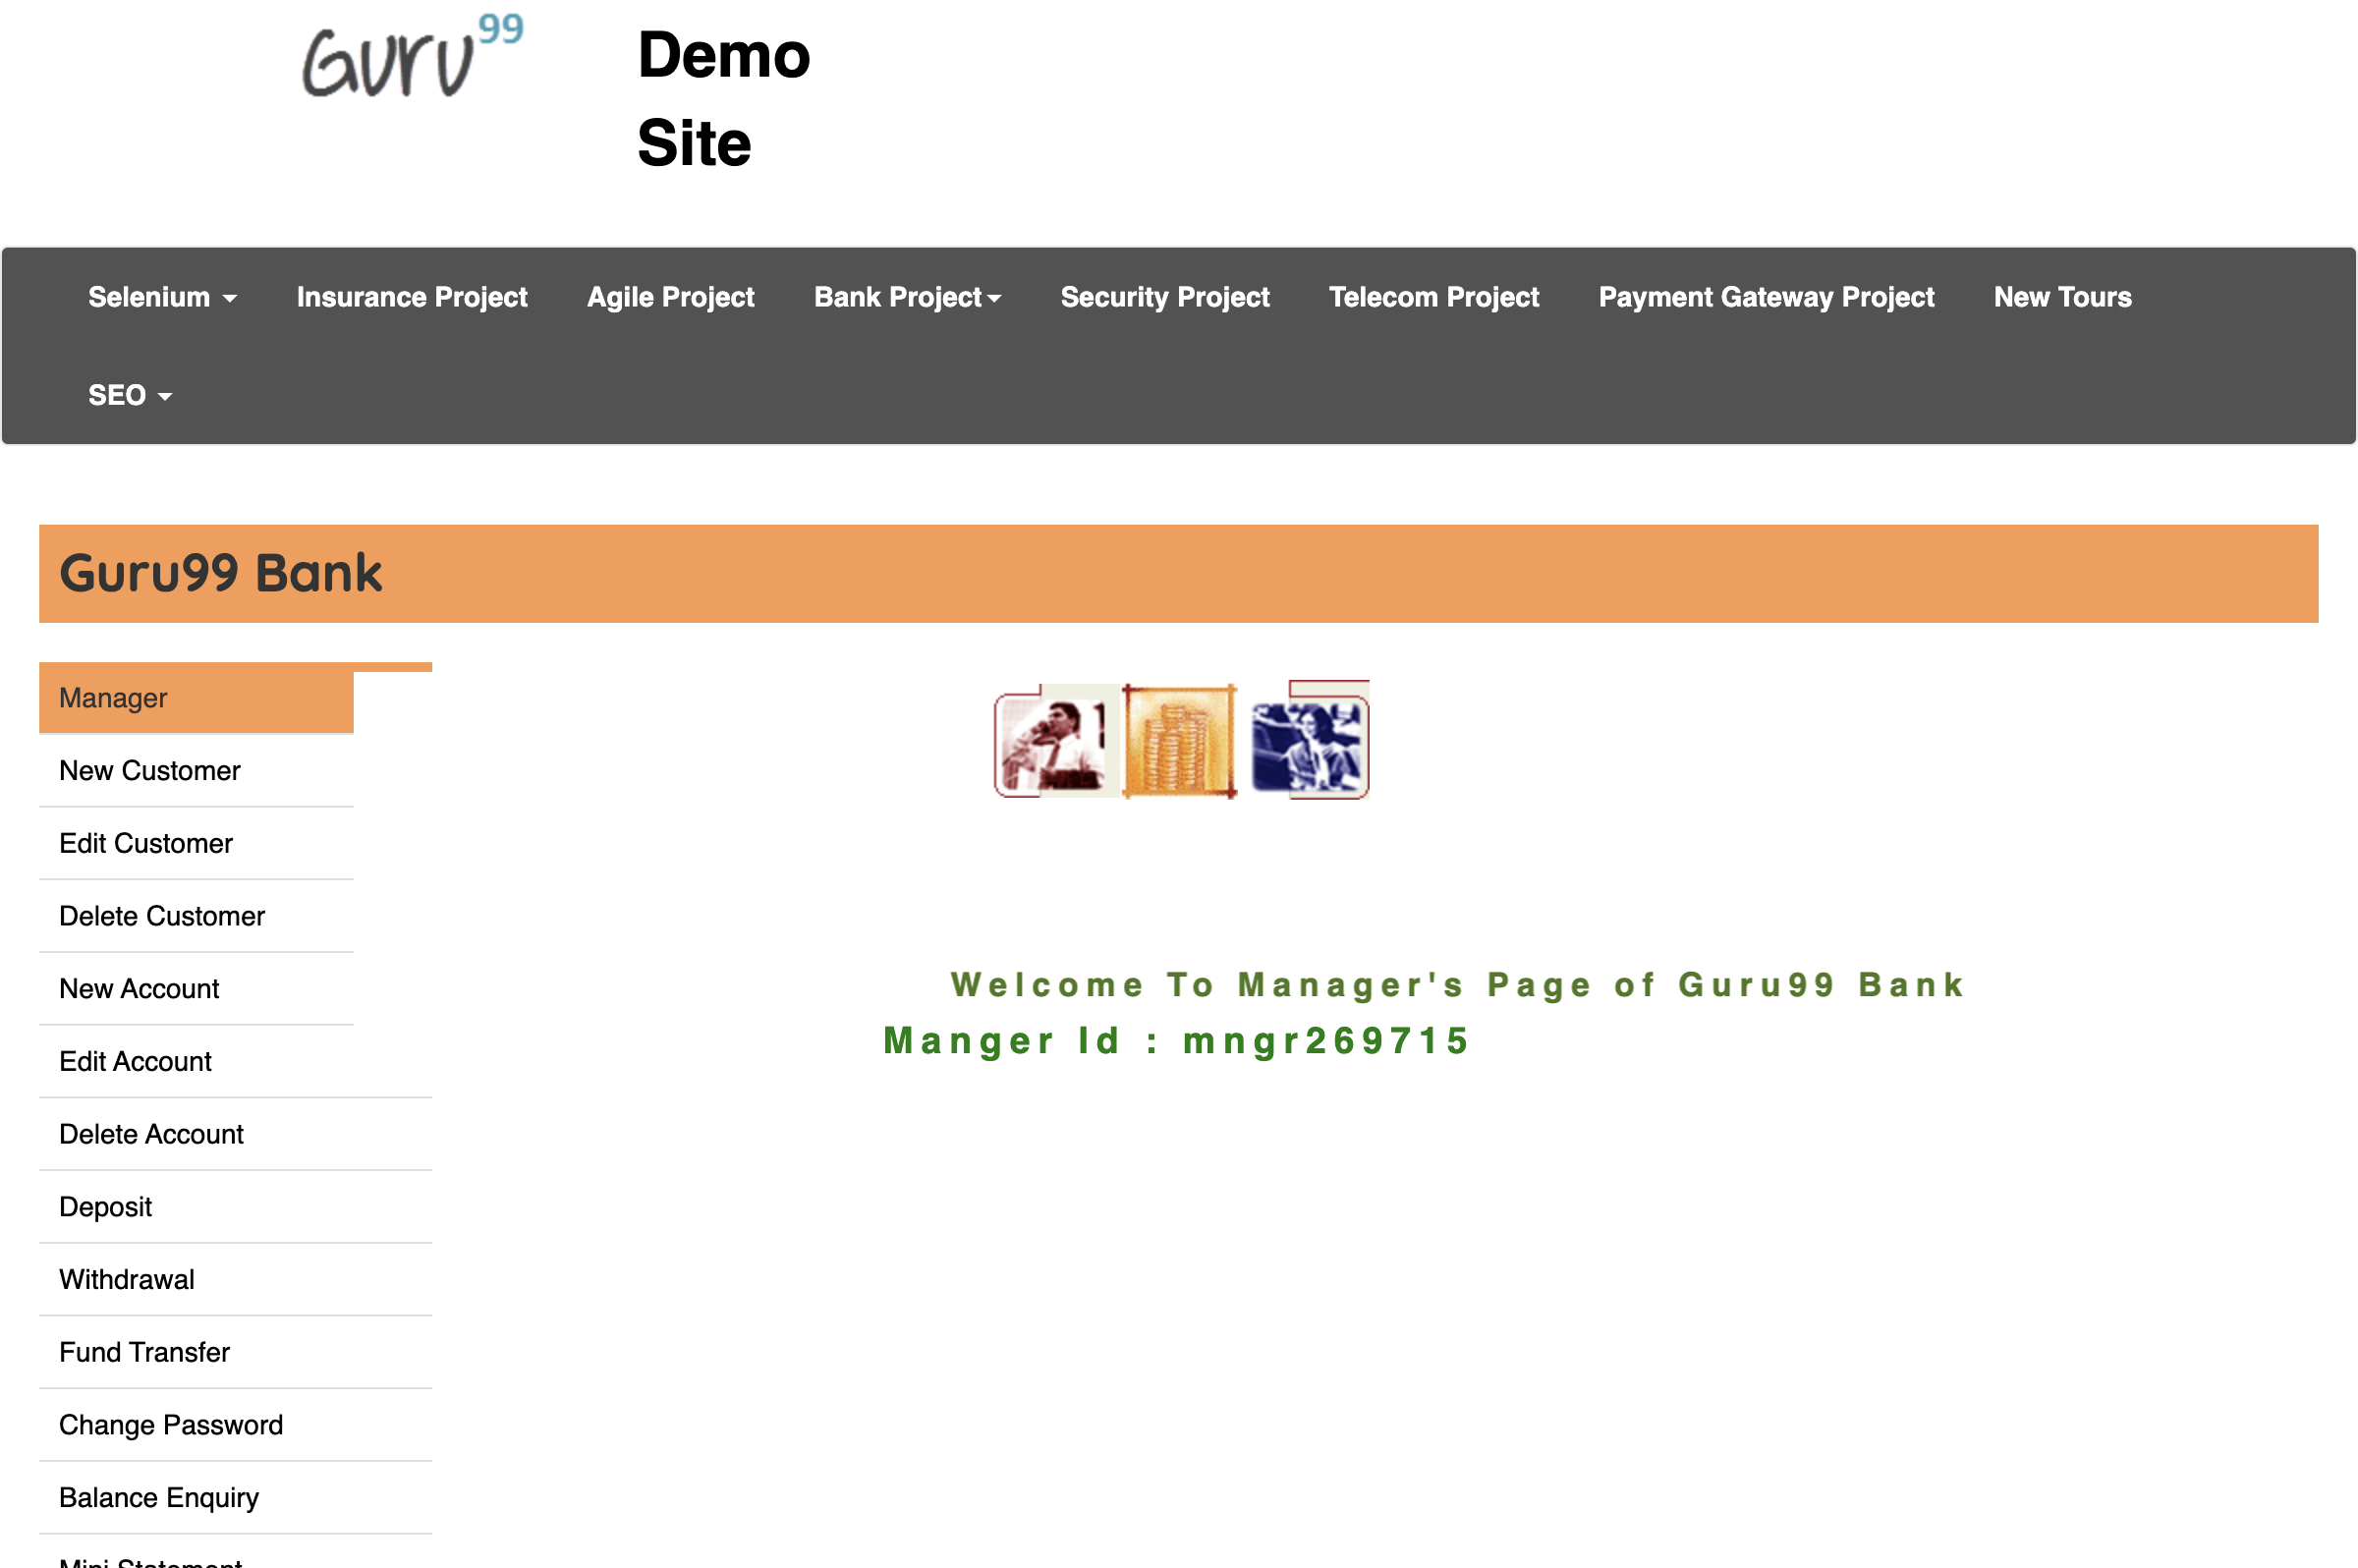 Guru99
Demo
Site
Selenium Insurance Project Agile Project Bank Project Security Project Telecom Project Payment Gateway Project New Tours
SEO
Guru99 Bank
Manager
New Customer
Edit Customer
Delete Customer
New Account
Edit Account
Delete Account
Deposit
Withdrawal
Fund Transfer
Change Password
Balance Enquiry
Mini Statement
Welcome To Manager's Page of Guru99 Bank
Manger Id : mngr269715